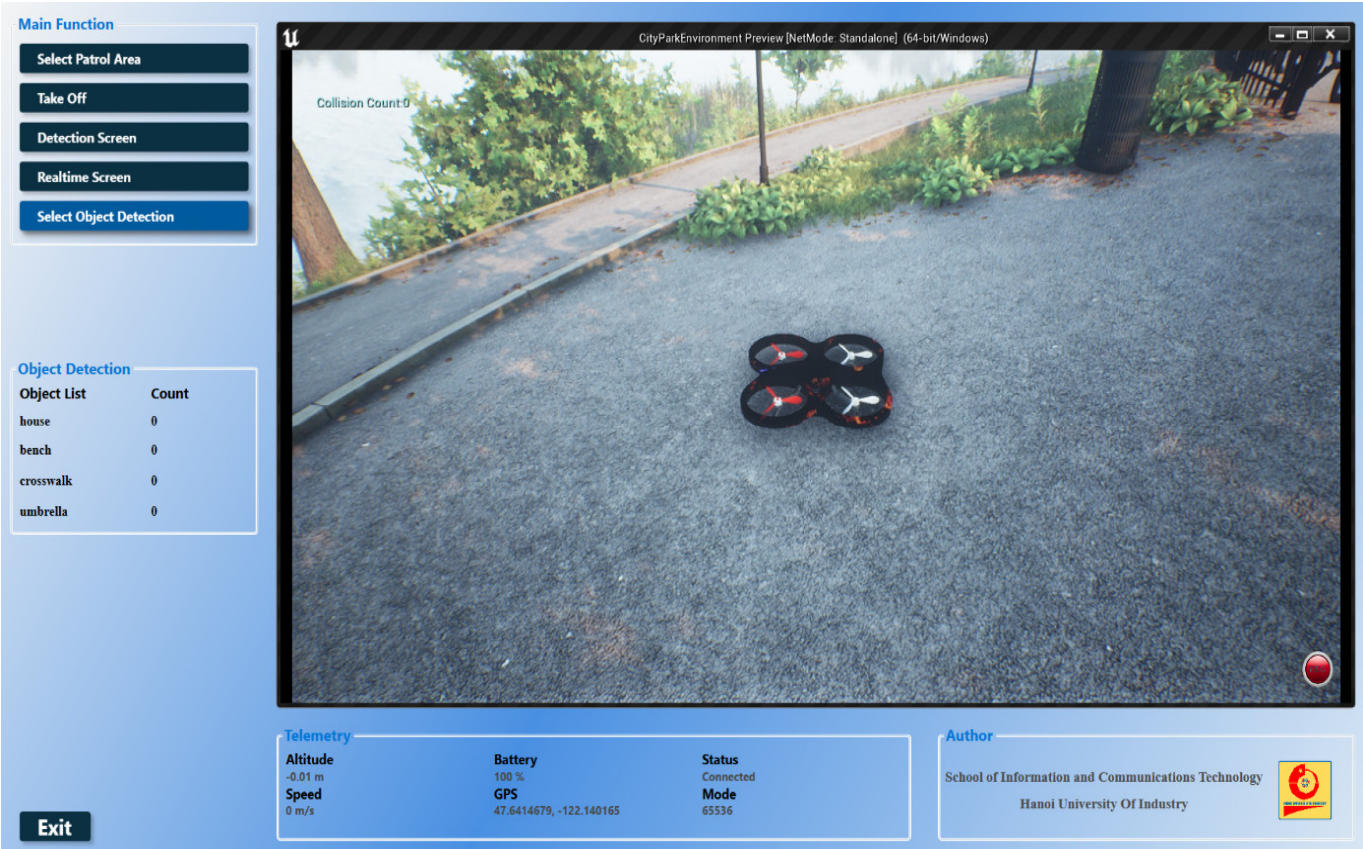 Main Function
Select Patrol Area
Take Off
Detection Screen
Realtime Screen
Select Object Detection
Object Detection
Object List Count
house 0
bench 0
crosswalk 0
umbrella 0
Exit
CityParkEnvironment Preview [NetMode: Standalone] (64-bit/Windows)
Collision Count:0
Telemetry
Altitude Battery Status
-0.01 m 100 % Connected
Speed GPS Mode
0 m/s 47.6414679, -122.140165 65536
Author
School of Information and Communications Technology
Hanoi University Of Industry